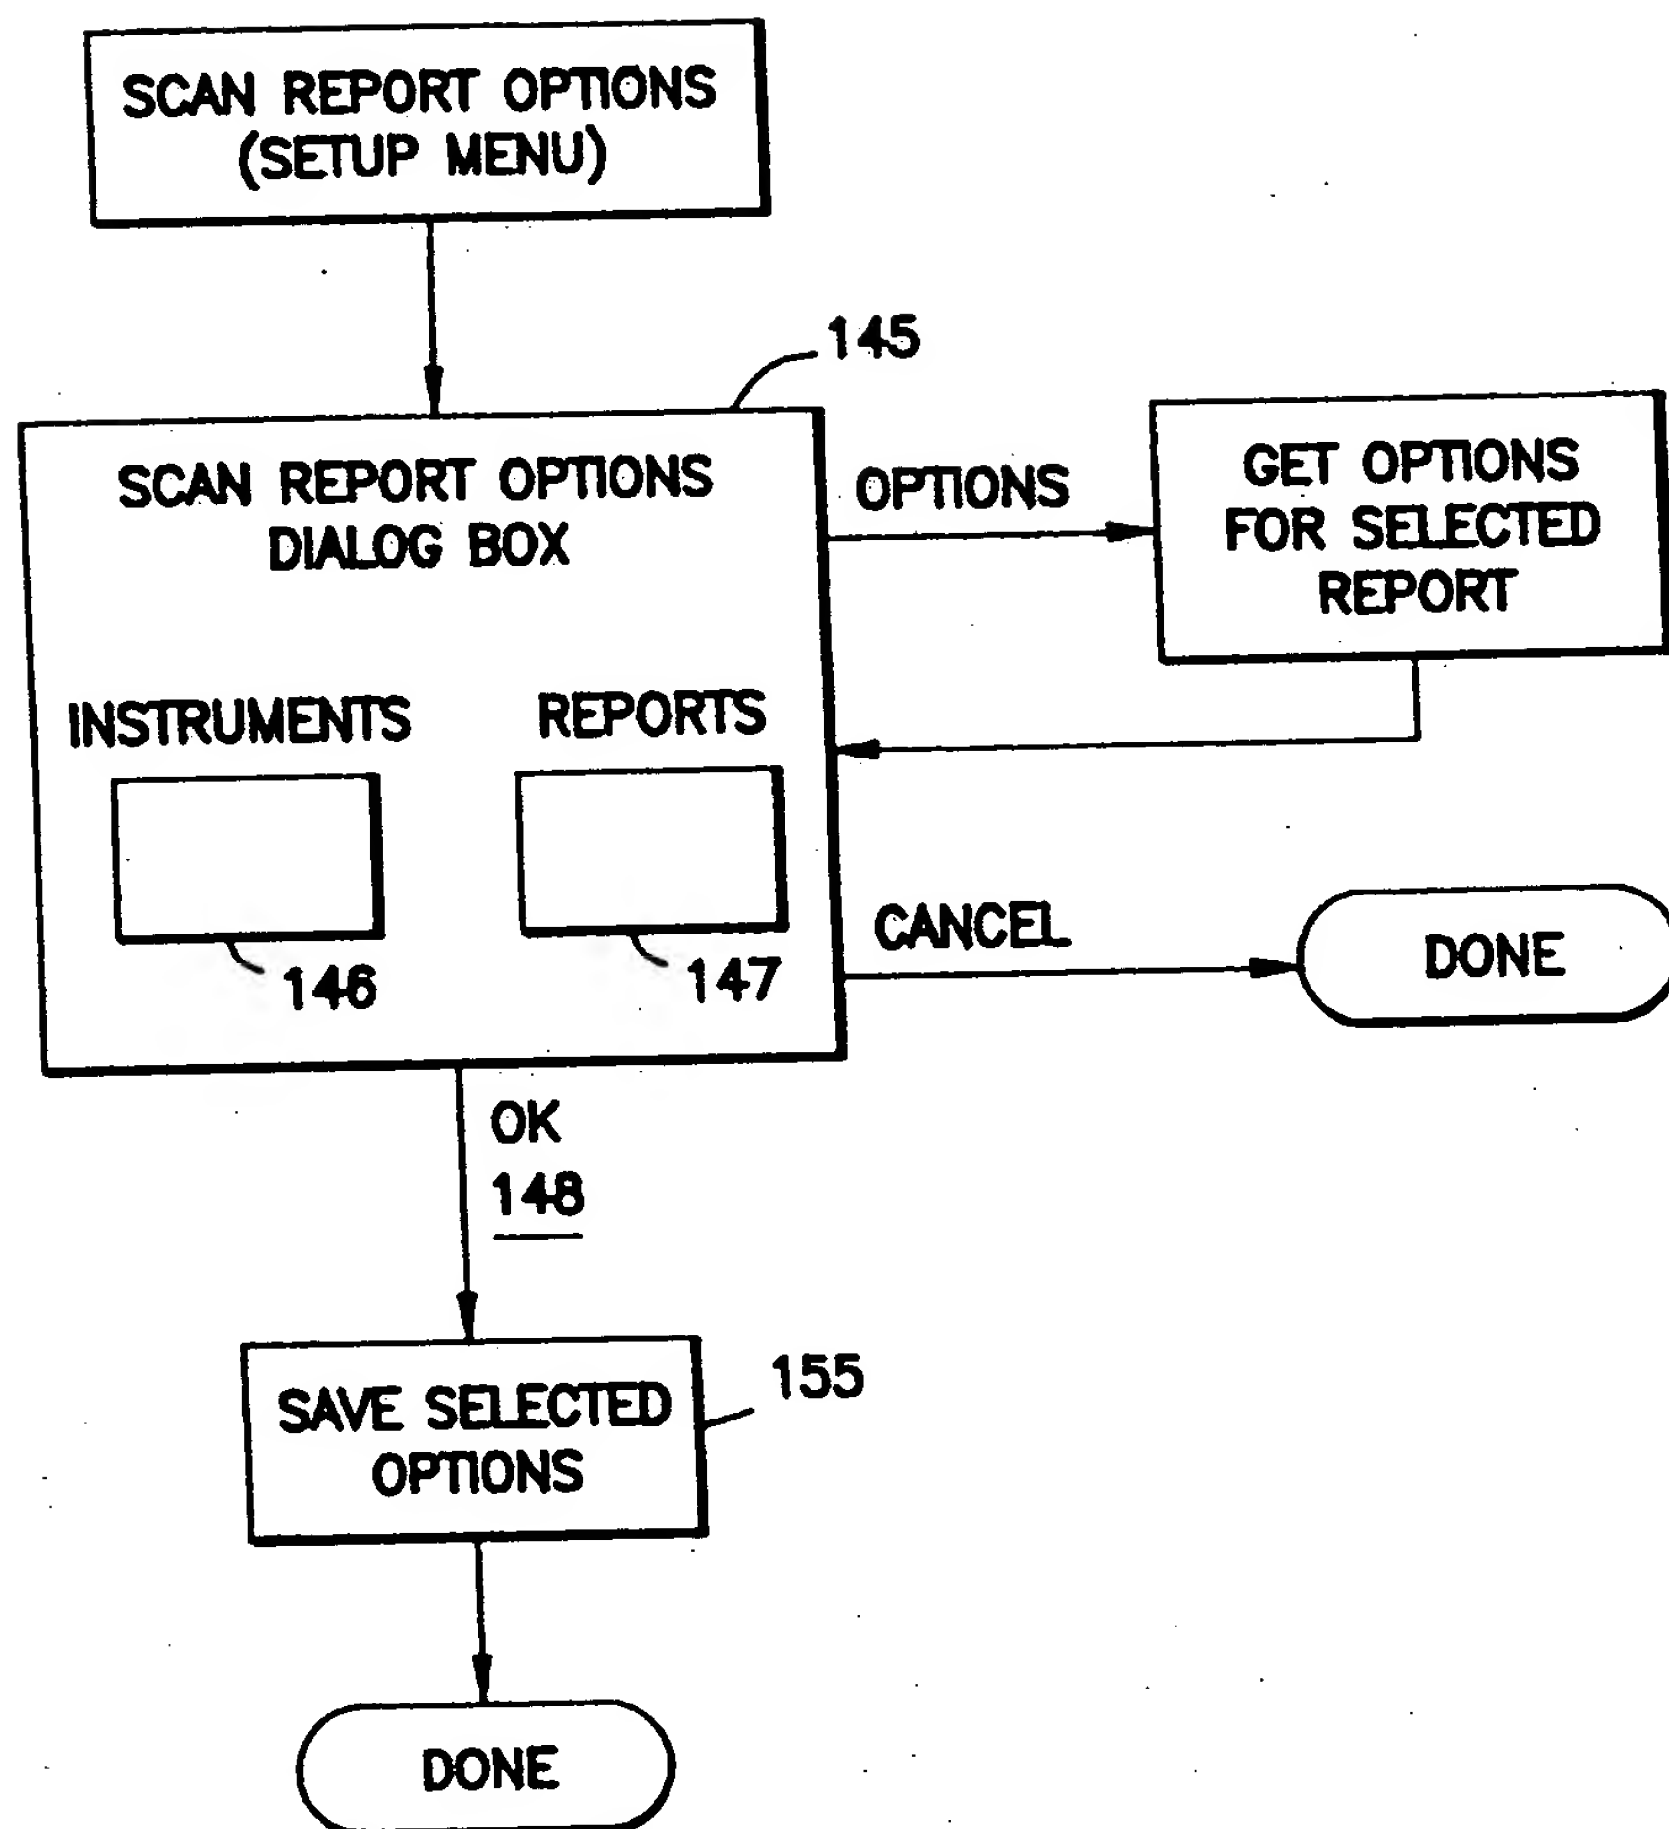 SCAN REPORT OPTIONS
(SETUP MENU)
145
SCAN REPORT OPTIONS
DIALOG BOX
OPTIONS
GET OPTIONS
FOR SELECTED
REPORT
INSTRUMENTS
REPORTS
146
147
CANCEL
DONE
OK
148
SAVE SELECTED
OPTIONS
155
DONE